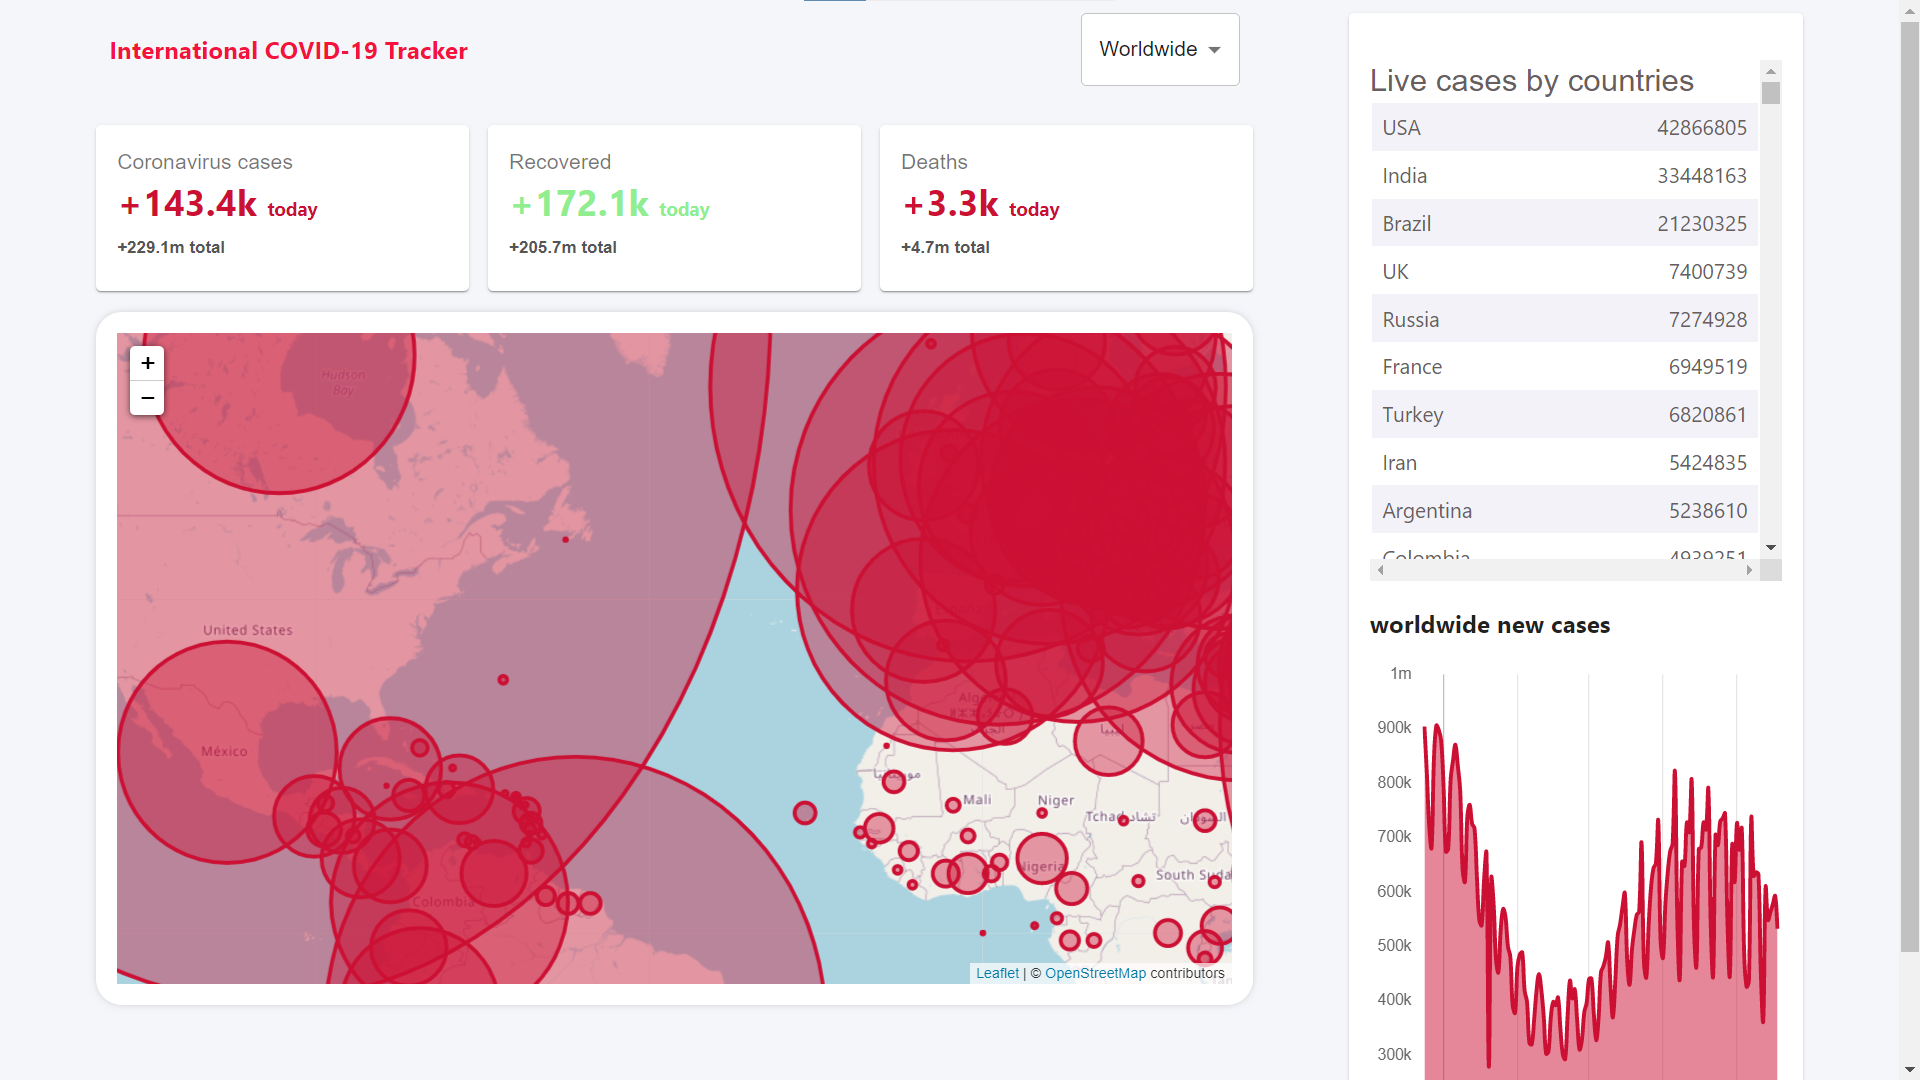 International COVID-19 Tracker
Worldwide
Coronavirus cases
+143.4k today
+229.1m total
Recovered
+172.1k today
+205.7m total
Deaths
+3.3k today
+4.7m total
+
−
Hudson
Bay
United States
México
Colombia
موريتانيا
Mali
Niger
Tchad تشاد
السودان
ليبيا
Nigeria
South Suda
Leaflet | © OpenStreetMap contributors
Live cases by countries
USA 42866805
India 33448163
Brazil 21230325
UK 7400739
Russia 7274928
France 6949519
Turkey 6820861
Iran 5424835
Argentina 5238610
Colombia 4939251
worldwide new cases
1m
900k
800k
700k
600k
500k
400k
300k